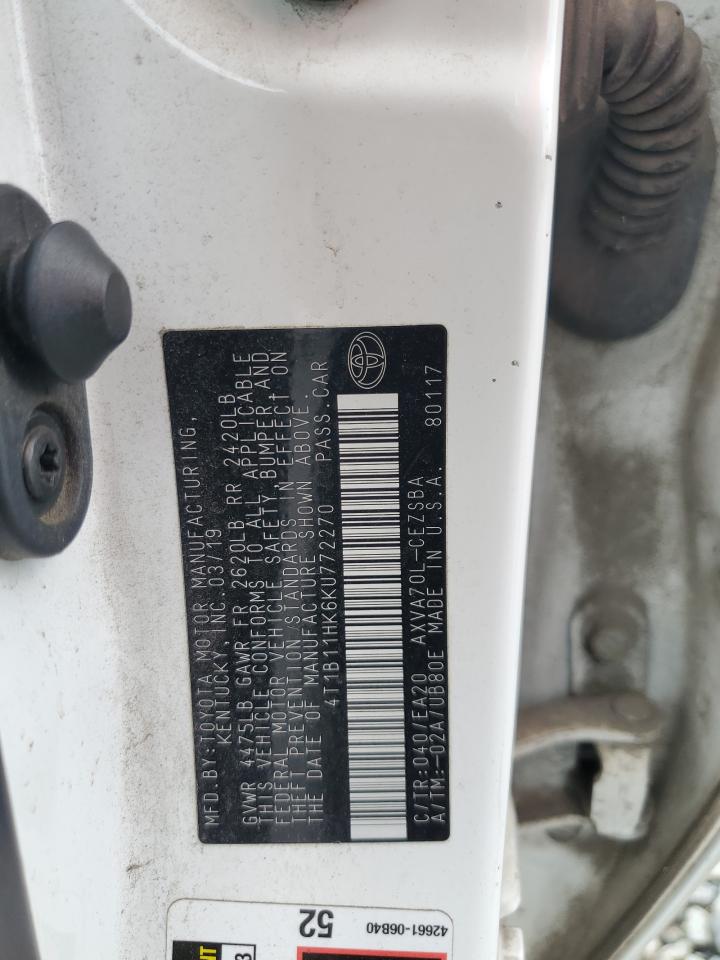 MFD.BY:TOYOTA MOTOR MANUFACTURING,
KENTUCKY, INC.03/19
GVWR 4475LB GAWR FR 2620LB RR 2420LB
THIS VEHICLE CONFORMS TO ALL APPLICABLE
FEDERAL MOTOR VEHICLE SAFETY, BUMPER AND
THEFT PREVENTION STANDARDS IN EFFECT ON
THE DATE OF MANUFACTURE SHOWN ABOVE.
4T1B11HK6KU772270 PASS.CAR
C/TR:040/EA20 AXVA70L-CEZSBA
A/TM:-02A/UB80E MADE IN U.S.A. 80117
52
42661-06B40